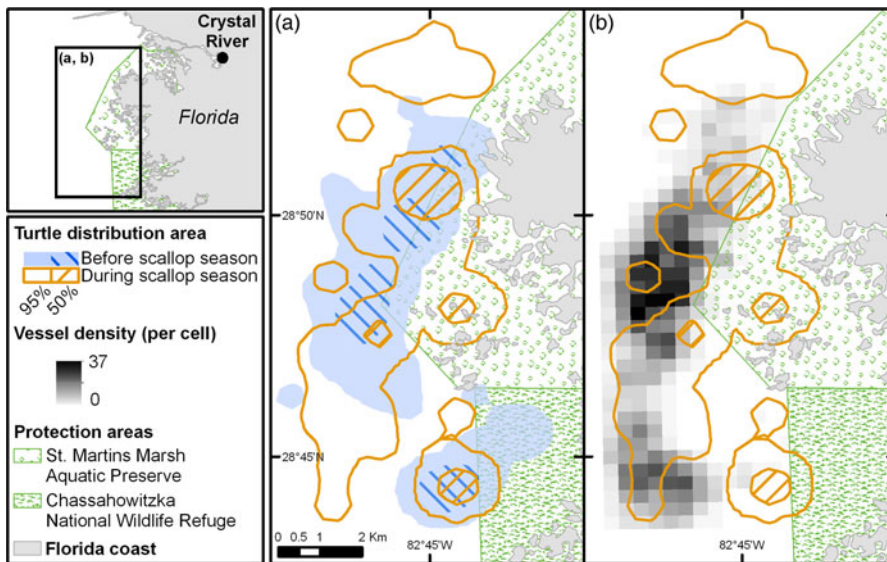 Crystal
River
(a, b)
Florida
Turtle distribution area
Before scallop season
During scallop season
95% 50%
Vessel density (per cell)
37
0
Protection areas
St. Martins Marsh
Aquatic Preserve
Chassahowitzka
National Wildlife Refuge
Florida coast
(a)
28°50'N
28°45'N
0 0.5 1 2 Km
82°45'W
(b)
82°45'W